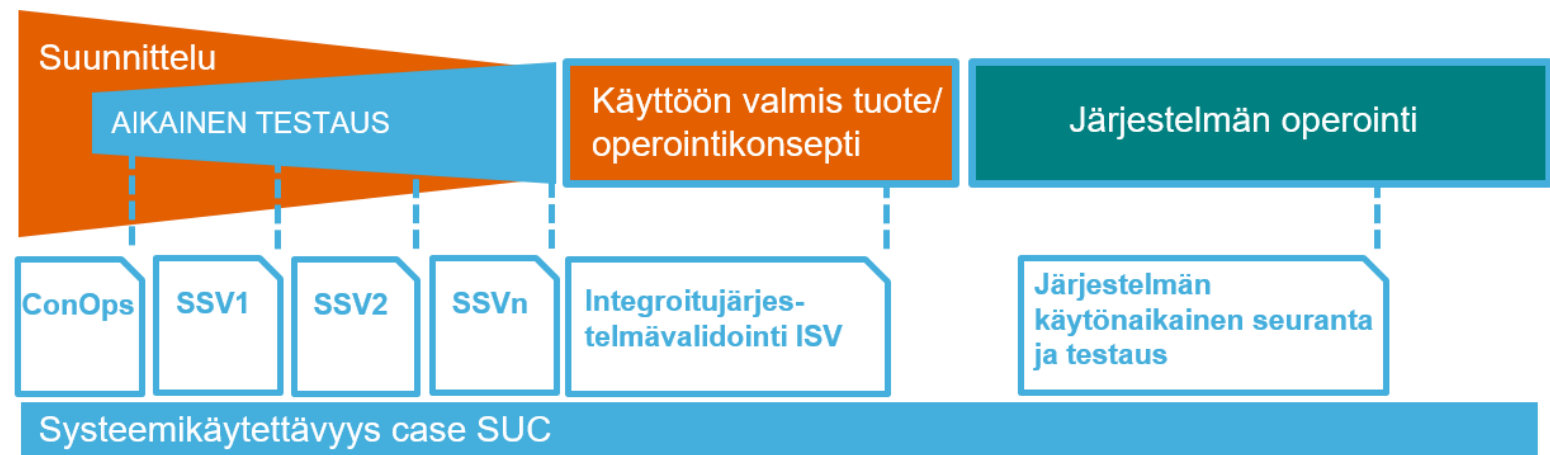 Suunnittelu
AIKAINEN TESTAUS
Käyttöön valmis tuote/
operointikonsepti
Järjestelmän operointi
ConOps
SSV1
SSV2
SSVn
Integroitujärjes-
telmävalidointi ISV
Järjestelmän
käytönaikainen seuranta
ja testaus
Systeemikäytettävyys case SUC